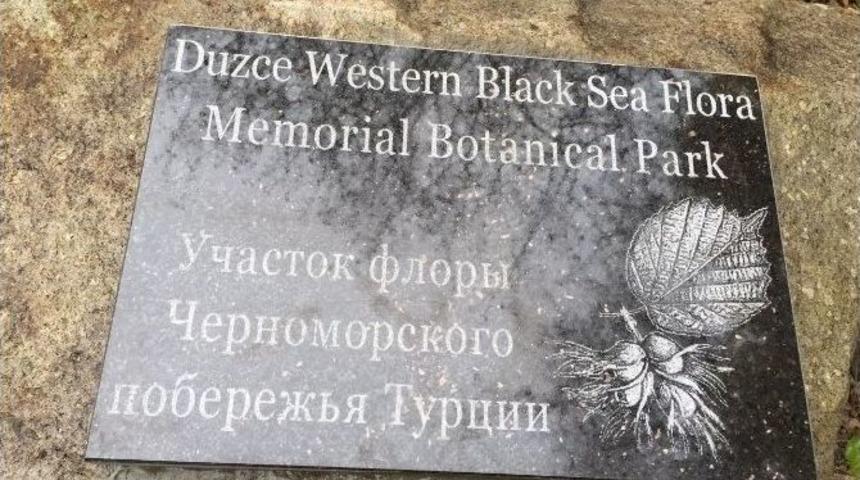 Duzce Western Black Sea Flora
Memorial Botanical Park
Участок флоры
Черноморского
побережья Турции